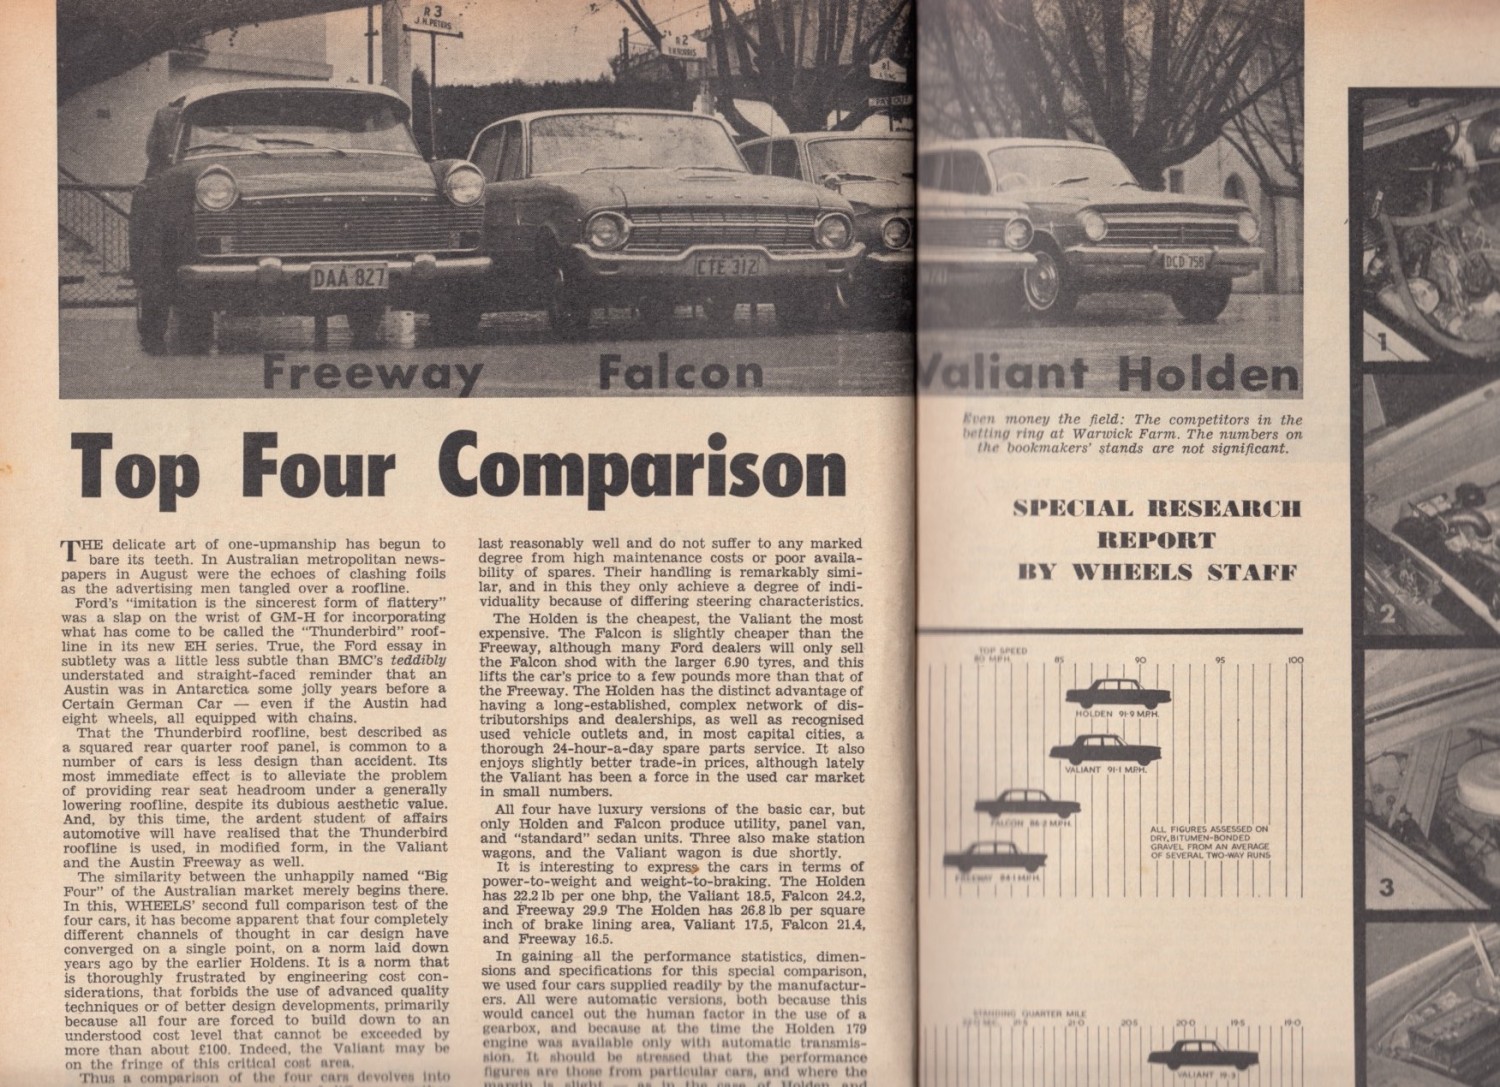 R 3
J. H. PETERS
R 2
R 1
AUSTIN
DAA 827
CTE 312
DCD 758
Freeway Falcon Valiant Holden
Even money the field: The competitors in the
betting ring at Warwick Farm. The numbers on
the bookmakers' stands are not significant.
Top Four Comparison
THE delicate art of one-upmanship has begun to
bare its teeth. In Australian metropolitan news-
papers in August were the echoes of clashing foils
as the advertising men tangled over a roofline.
Ford's "imitation is the sincerest form of flattery"
was a slap on the wrist of GM-H for incorporating
what has come to be called the "Thunderbird" roof-
line in its new EH series. True, the Ford essay in
subtlety was a little less subtle than BMC's teddibly
understated and straight-faced reminder that an
Austin was in Antarctica some jolly years before a
Certain German Car — even if the Austin had
eight wheels, all equipped with chains.
That the Thunderbird roofline, best described as
a squared rear quarter roof panel, is common to a
number of cars is less design than accident. Its
most immediate effect is to alleviate the problem
of providing rear seat headroom under a generally
lowering roofline, despite its dubious aesthetic value.
And, by this time, the ardent student of affairs
automotive will have realised that the Thunderbird
roofline is used, in modified form, in the Valiant
and the Austin Freeway as well.
The similarity between the unhappily named "Big
Four" of the Australian market merely begins there.
In this, WHEELS' second full comparison test of the
four cars, it has become apparent that four completely
different channels of thought in car design have
converged on a single point, on a norm laid down
years ago by the earlier Holdens. It is a norm that
is thoroughly frustrated by engineering cost con-
siderations, that forbids the use of advanced quality
techniques or of better design developments, primarily
because all four are forced to build down to an
understood cost level that cannot be exceeded by
more than about £100. Indeed, the Valiant may be
on the fringe of this critical cost area.
Thus a comparison of the four cars devolves into
last reasonably well and do not suffer to any marked
degree from high maintenance costs or poor availa-
bility of spares. Their handling is remarkably simi-
lar, and in this they only achieve a degree of indi-
viduality because of differing steering characteristics.
The Holden is the cheapest, the Valiant the most
expensive. The Falcon is slightly cheaper than the
Freeway, although many Ford dealers will only sell
the Falcon shod with the larger 6.90 tyres, and this
lifts the car's price to a few pounds more than that of
the Freeway. The Holden has the distinct advantage of
having a long-established, complex network of dis-
tributorships and dealerships, as well as recognised
used vehicle outlets and, in most capital cities, a
thorough 24-hour-a-day spare parts service. It also
enjoys slightly better trade-in prices, although lately
the Valiant has been a force in the used car market
in small numbers.
All four have luxury versions of the basic car, but
only Holden and Falcon produce utility, panel van,
and "standard" sedan units. Three also make station
wagons, and the Valiant wagon is due shortly.
It is interesting to express the cars in terms of
power-to-weight and weight-to-braking. The Holden
has 22.2 lb per one bhp, the Valiant 18.5, Falcon 24.2,
and Freeway 29.9 The Holden has 26.8 lb per square
inch of brake lining area, Valiant 17.5, Falcon 21.4,
and Freeway 16.5.
In gaining all the performance statistics, dimen-
sions and specifications for this special comparison,
we used four cars supplied readily by the manufactur-
ers. All were automatic versions, both because this
would cancel out the human factor in the use of a
gearbox, and because at the time the Holden 179
engine was available only with automatic transmis-
sion. It should be stressed that the performance
figures are those from particular cars, and where the
margin is slight — as in the case of Holden and
SPECIAL RESEARCH
REPORT
BY WHEELS STAFF
TOP SPEED
80 M.P.H. 85 90 95 100
HOLDEN 91·9 M.P.H.
VALIANT 91·1 M.P.H.
FALCON 86·2 M.P.H.
FREEWAY 84·1 M.P.H.
ALL FIGURES ASSESSED ON
DRY, BITUMEN-BONDED
GRAVEL FROM AN AVERAGE
OF SEVERAL TWO-WAY RUNS
STANDING QUARTER MILE
21·5 21·0 20·5 20·0 19·5 19·0
VALIANT 19·3
1
2
3